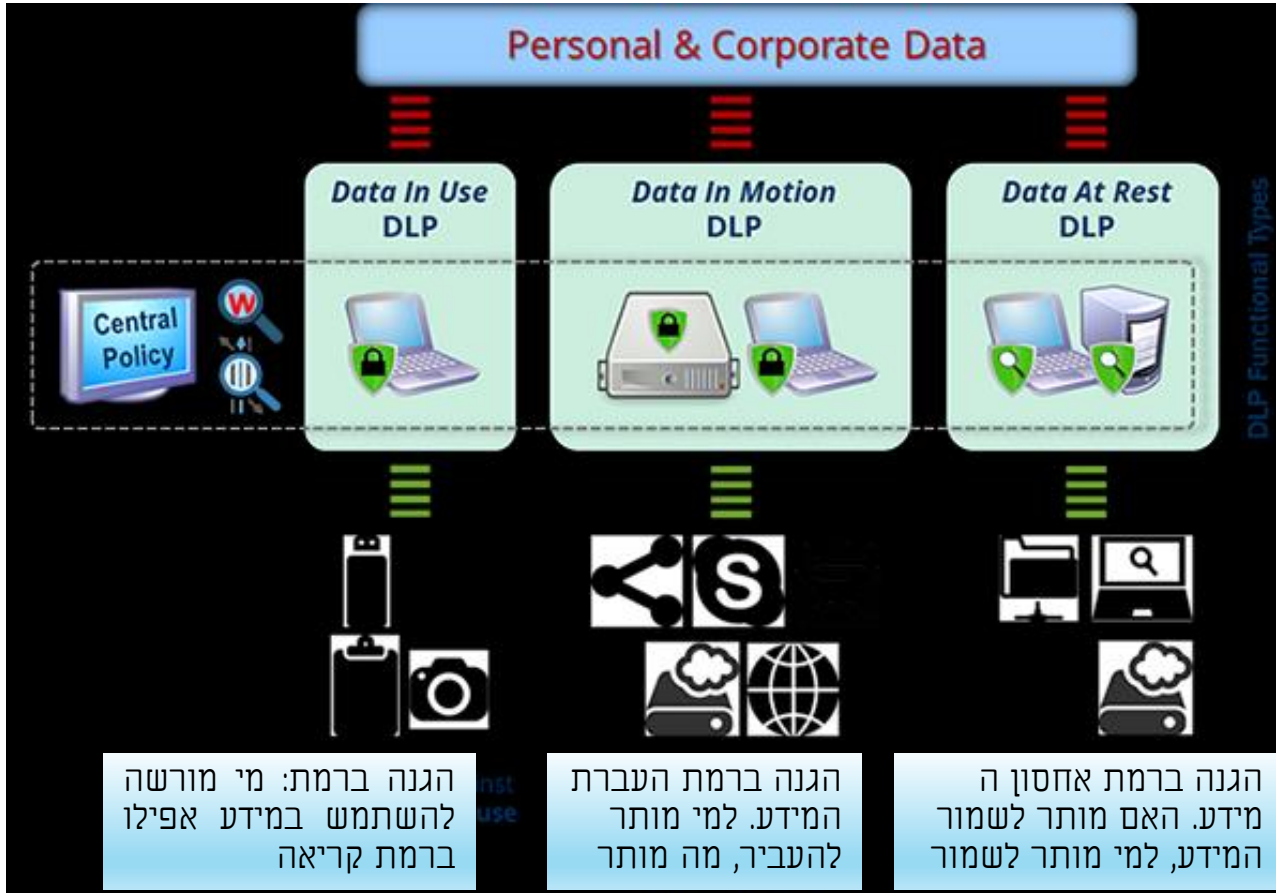 Personal & Corporate Data
Data In Use
DLP
Data In Motion
DLP
Data At Rest
DLP
Central
Policy
W
S
DLP Functional Types
הגנה ברמת: מי מורשה
להשתמש במידע אפילו
ברמת קריאה
use
הגנה ברמת העברת
המידע. למי מותר
להעביר, מה מותר
הגנה ברמת אחסון ה
מידע. האם מותר לשמור
המידע, למי מותר לשמור